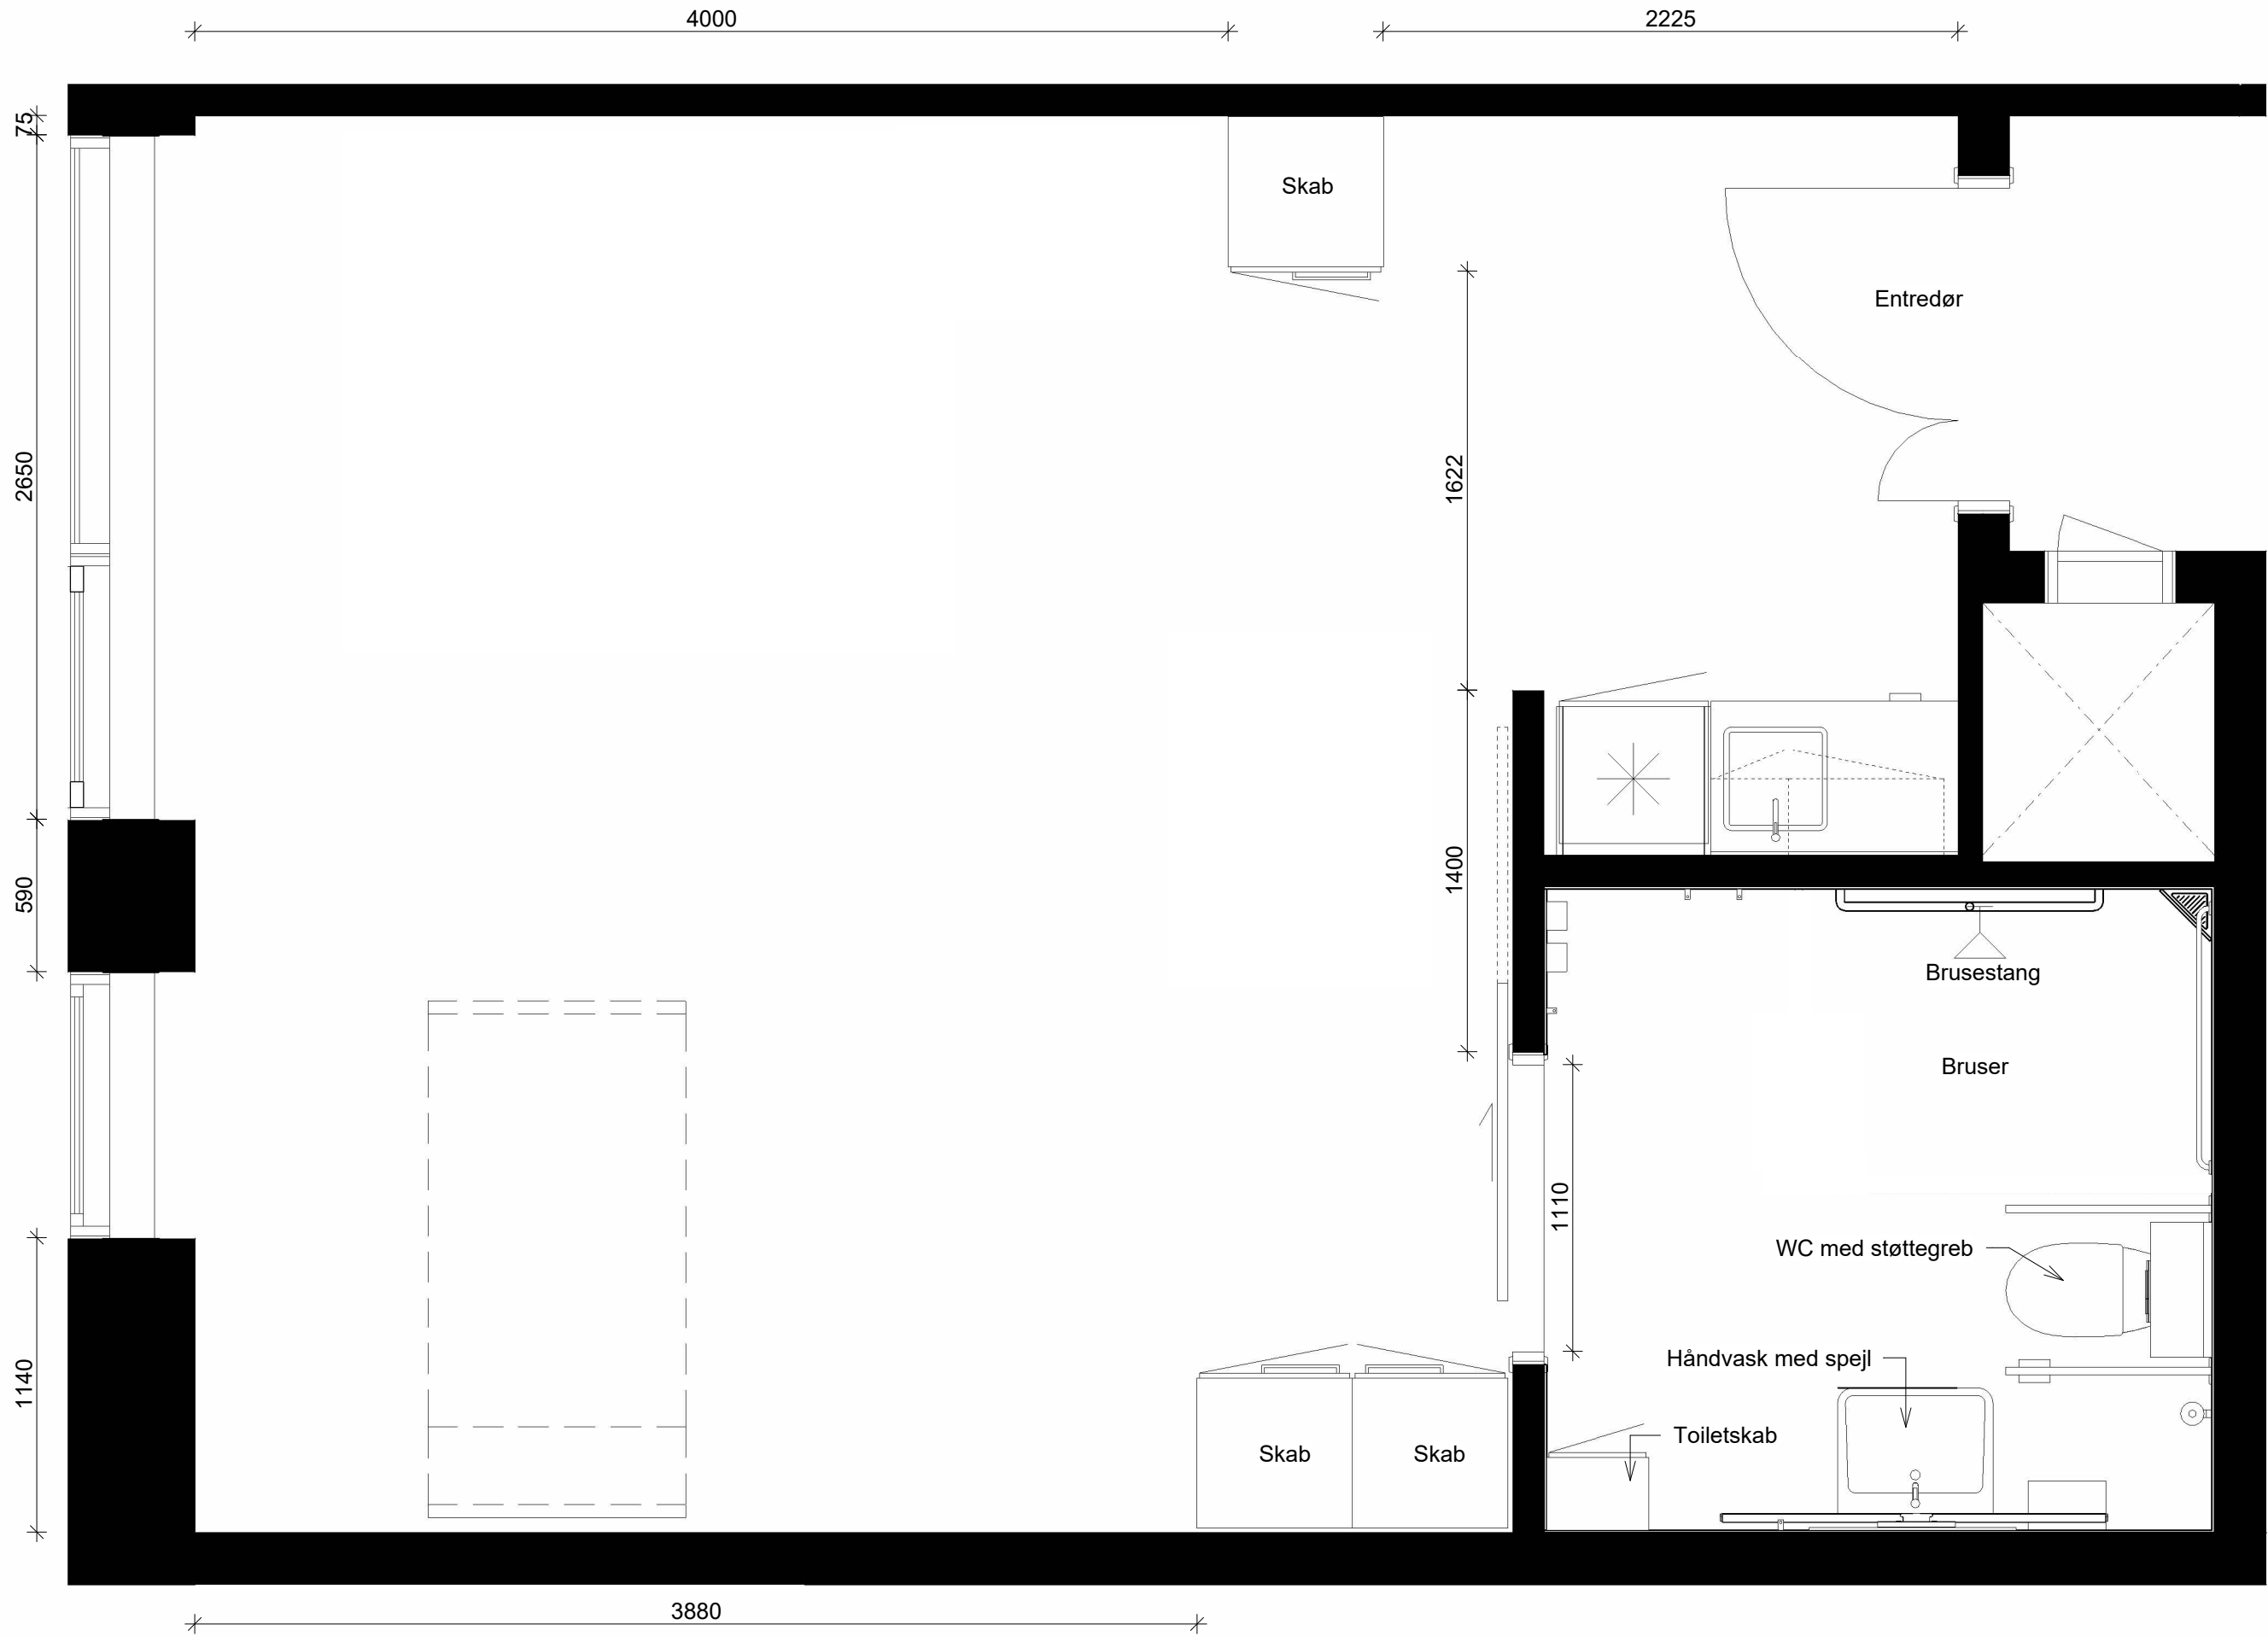 4000
2225
75
Skab
Entredør
2650
1622
590
1400
Brusestang
Bruser
1110
WC med støttegreb
Håndvask med spejl
1140
Toiletskab
Skab
Skab
3880